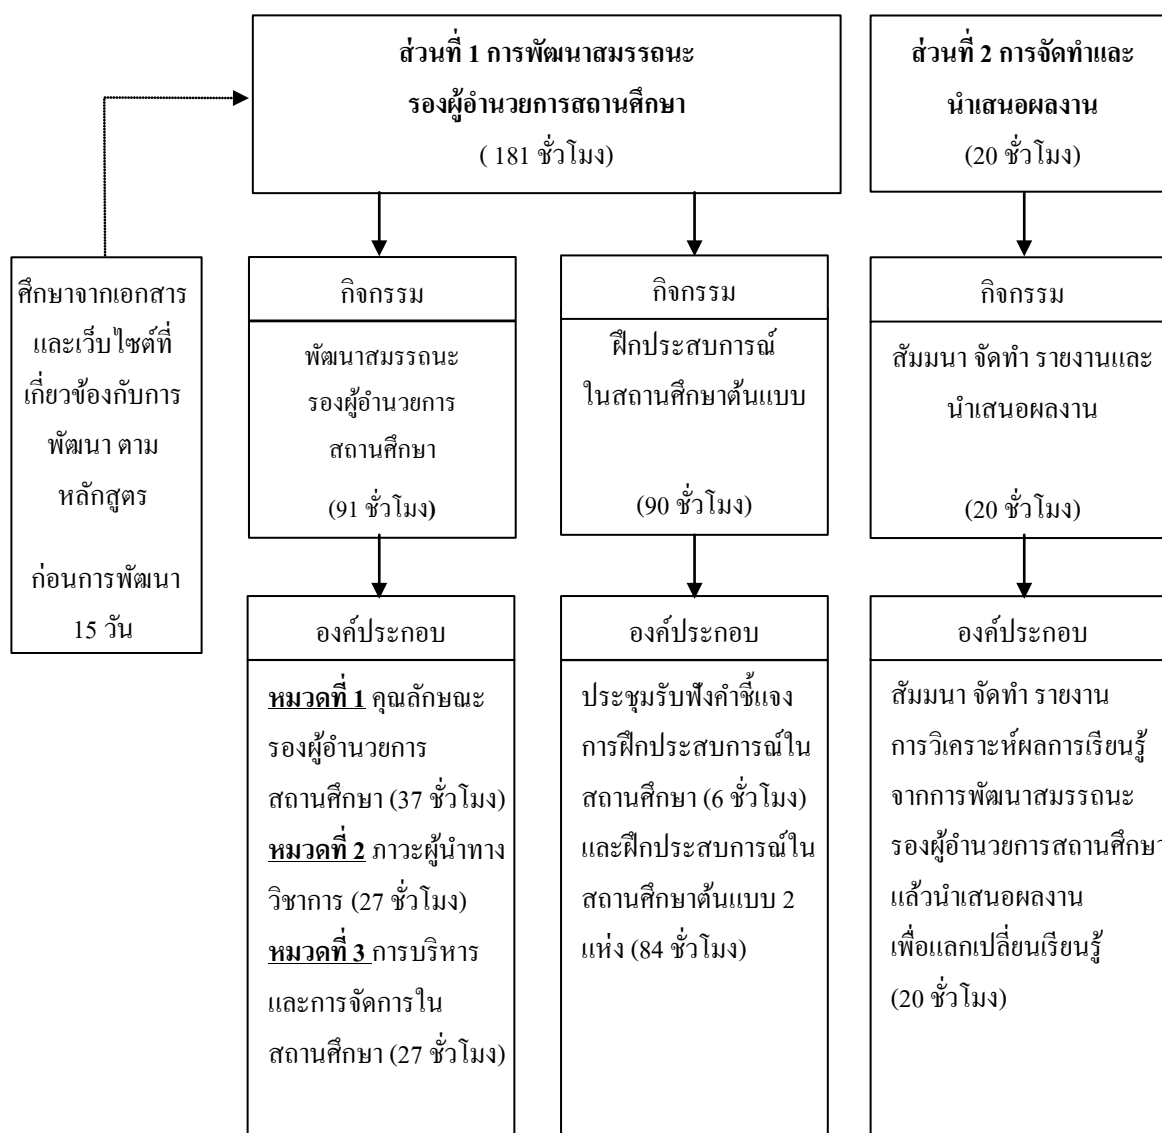 ส่วนที่ 1 การพัฒนาสมรรถนะ
รองผู้อำนวยการสถานศึกษา
( 181 ชั่วโมง)
ส่วนที่ 2 การจัดทำและ
นำเสนอผลงาน
(20 ชั่วโมง)
ศึกษาจากเอกสาร
และเว็บไซต์ที่
เกี่ยวข้องกับการ
พัฒนา ตาม
หลักสูตร
ก่อนการพัฒนา
15 วัน
กิจกรรม
พัฒนาสมรรถนะ
รองผู้อำนวยการ
สถานศึกษา
(91 ชั่วโมง)
กิจกรรม
ฝึกประสบการณ์
ในสถานศึกษาต้นแบบ
(90 ชั่วโมง)
กิจกรรม
สัมมนา จัดทำ รายงานและ
นำเสนอผลงาน
(20 ชั่วโมง)
องค์ประกอบ
หมวดที่ 1 คุณลักษณะ
รองผู้อำนวยการ
สถานศึกษา (37 ชั่วโมง)
หมวดที่ 2 ภาวะผู้นำทาง
วิชาการ (27 ชั่วโมง)
หมวดที่ 3 การบริหาร
และการจัดการใน
สถานศึกษา (27 ชั่วโมง)
องค์ประกอบ
ประชุมรับฟังคำชี้แจง
การฝึกประสบการณ์ใน
สถานศึกษา (6 ชั่วโมง)
และฝึกประสบการณ์ใน
สถานศึกษาต้นแบบ 2
แห่ง (84 ชั่วโมง)
องค์ประกอบ
สัมมนา จัดทำ รายงาน
การวิเคราะห์ผลการเรียนรู้
จากการพัฒนาสมรรถนะ
รองผู้อำนวยการสถานศึกษา
แล้วนำเสนอผลงาน
เพื่อแลกเปลี่ยนเรียนรู้
(20 ชั่วโมง)